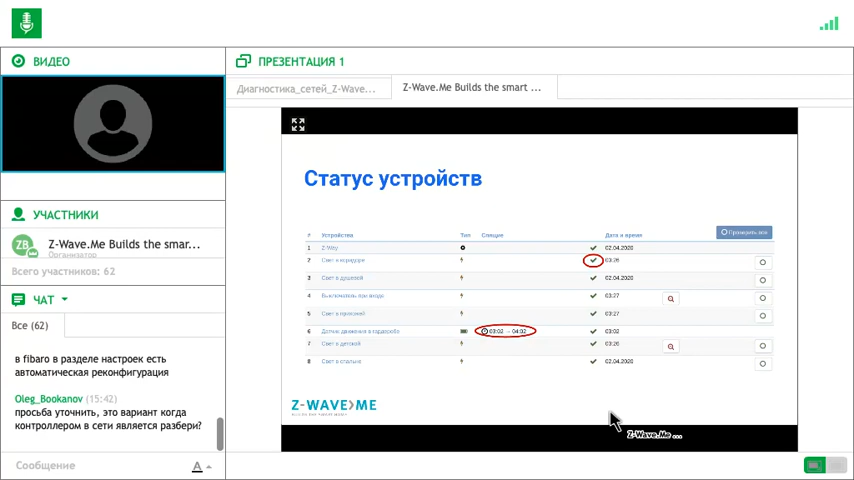 ВИДЕО
ПРЕЗЕНТАЦИЯ 1
Диагностика_сетей_Z-Wave...
Z-Wave.Me Builds the smart ...
УЧАСТНИКИ
ZB
Z-Wave.Me Builds the smar...
Организатор
Всего участников: 62
ЧАТ
Все (62)
в fibaro в разделе настроек есть
автоматическая реконфигурация
Oleg_Bookanov (15:42)
просьба уточнить, это вариант когда
контроллером в сети является разбери?
Сообщение
A
Статус устройств
# Устройства Тип Спящие Дата и время Проверить все
1 Z-Way 02.04.2020
2 Свет в коридоре 03:26
3 Свет в душевой 02.04.2020
4 Выключатель при входе 03:27
5 Свет в прихожей 03:27
6 Датчик движения в гардеробе 03:02 → 04:02 03:02
7 Свет в детской 03:26
8 Свет в спальне 02.04.2020
Z-WAVE>ME
Z-Wave.Me ...